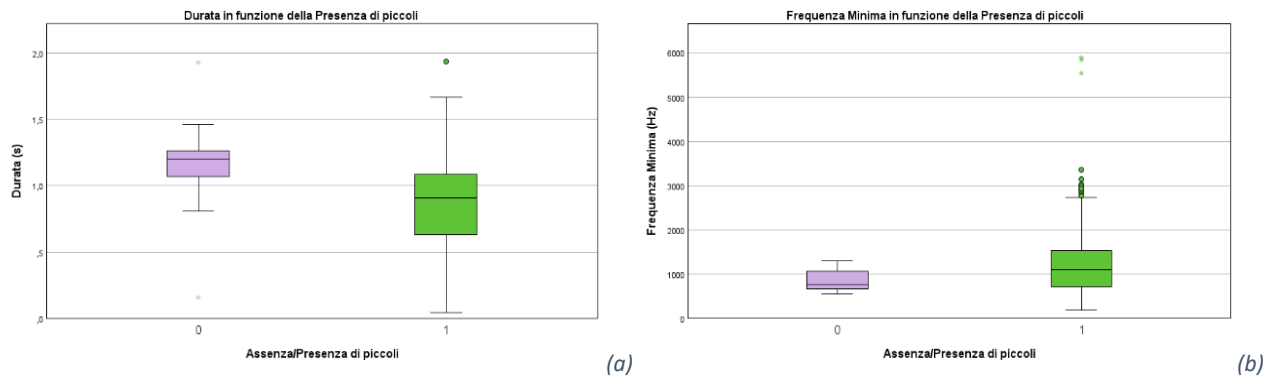 Durata in funzione della Presenza di piccoli
Durata (s)
2,0
1,5
1,0
,5
,0
0
1
Assenza/Presenza di piccoli
(a)
Frequenza Minima in funzione della Presenza di piccoli
Frequenza Minima (Hz)
6000
5000
4000
3000
2000
1000
0
0
1
Assenza/Presenza di piccoli
(b)